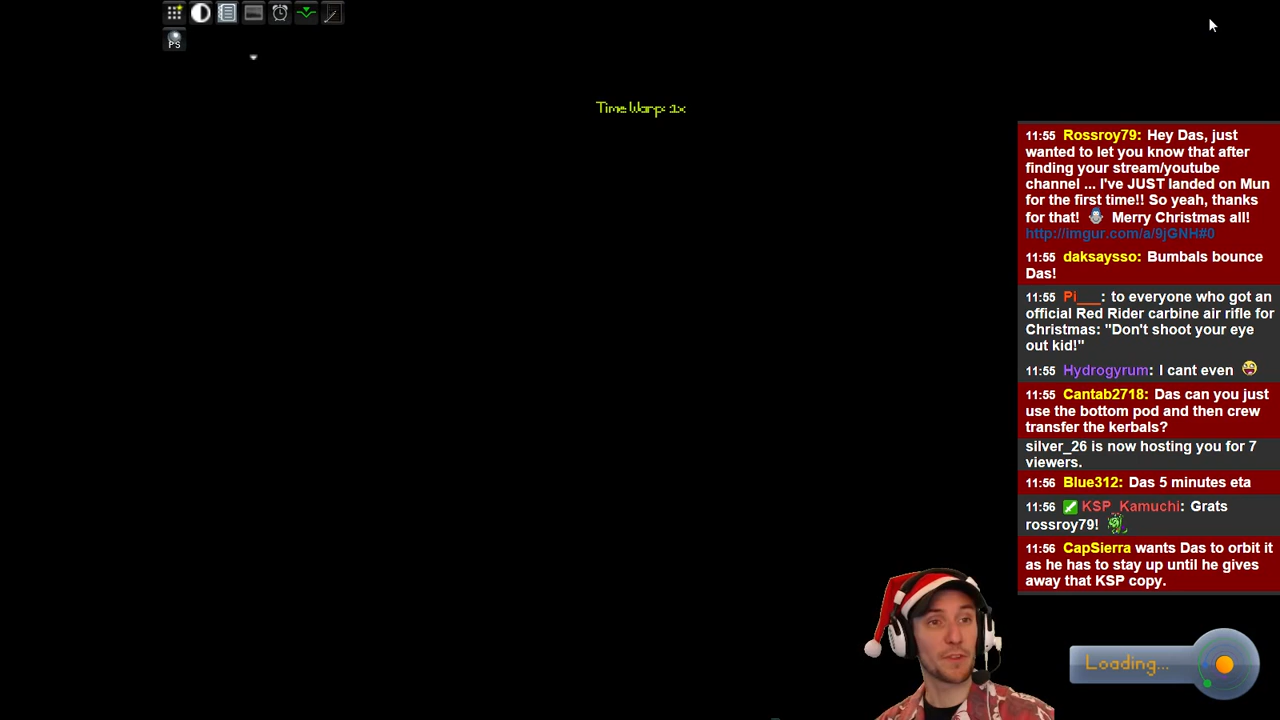 PS
Time Warp: 1x
11:55 Rossroy79: Hey Das, just
wanted to let you know that after
finding your stream/youtube
channel ... I've JUST landed on Mun
for the first time!! So yeah, thanks
for that! Merry Christmas all!
http://imgur.com/a/9jGNH#0
11:55 daksaysso: Bumbals bounce
Das!
11:55 Pi___: to everyone who got an
official Red Rider carbine air rifle for
Christmas: "Don't shoot your eye
out kid!"
11:55 Hydrogyrum: I cant even
11:55 Cantab2718: Das can you just
use the bottom pod and then crew
transfer the kerbals?
silver_26 is now hosting you for 7
viewers.
11:56 Blue312: Das 5 minutes eta
11:56 KSP_Kamuchi: Grats
rossroy79!
11:56 CapSierra wants Das to orbit it
as he has to stay up until he gives
away that KSP copy.
Loading...